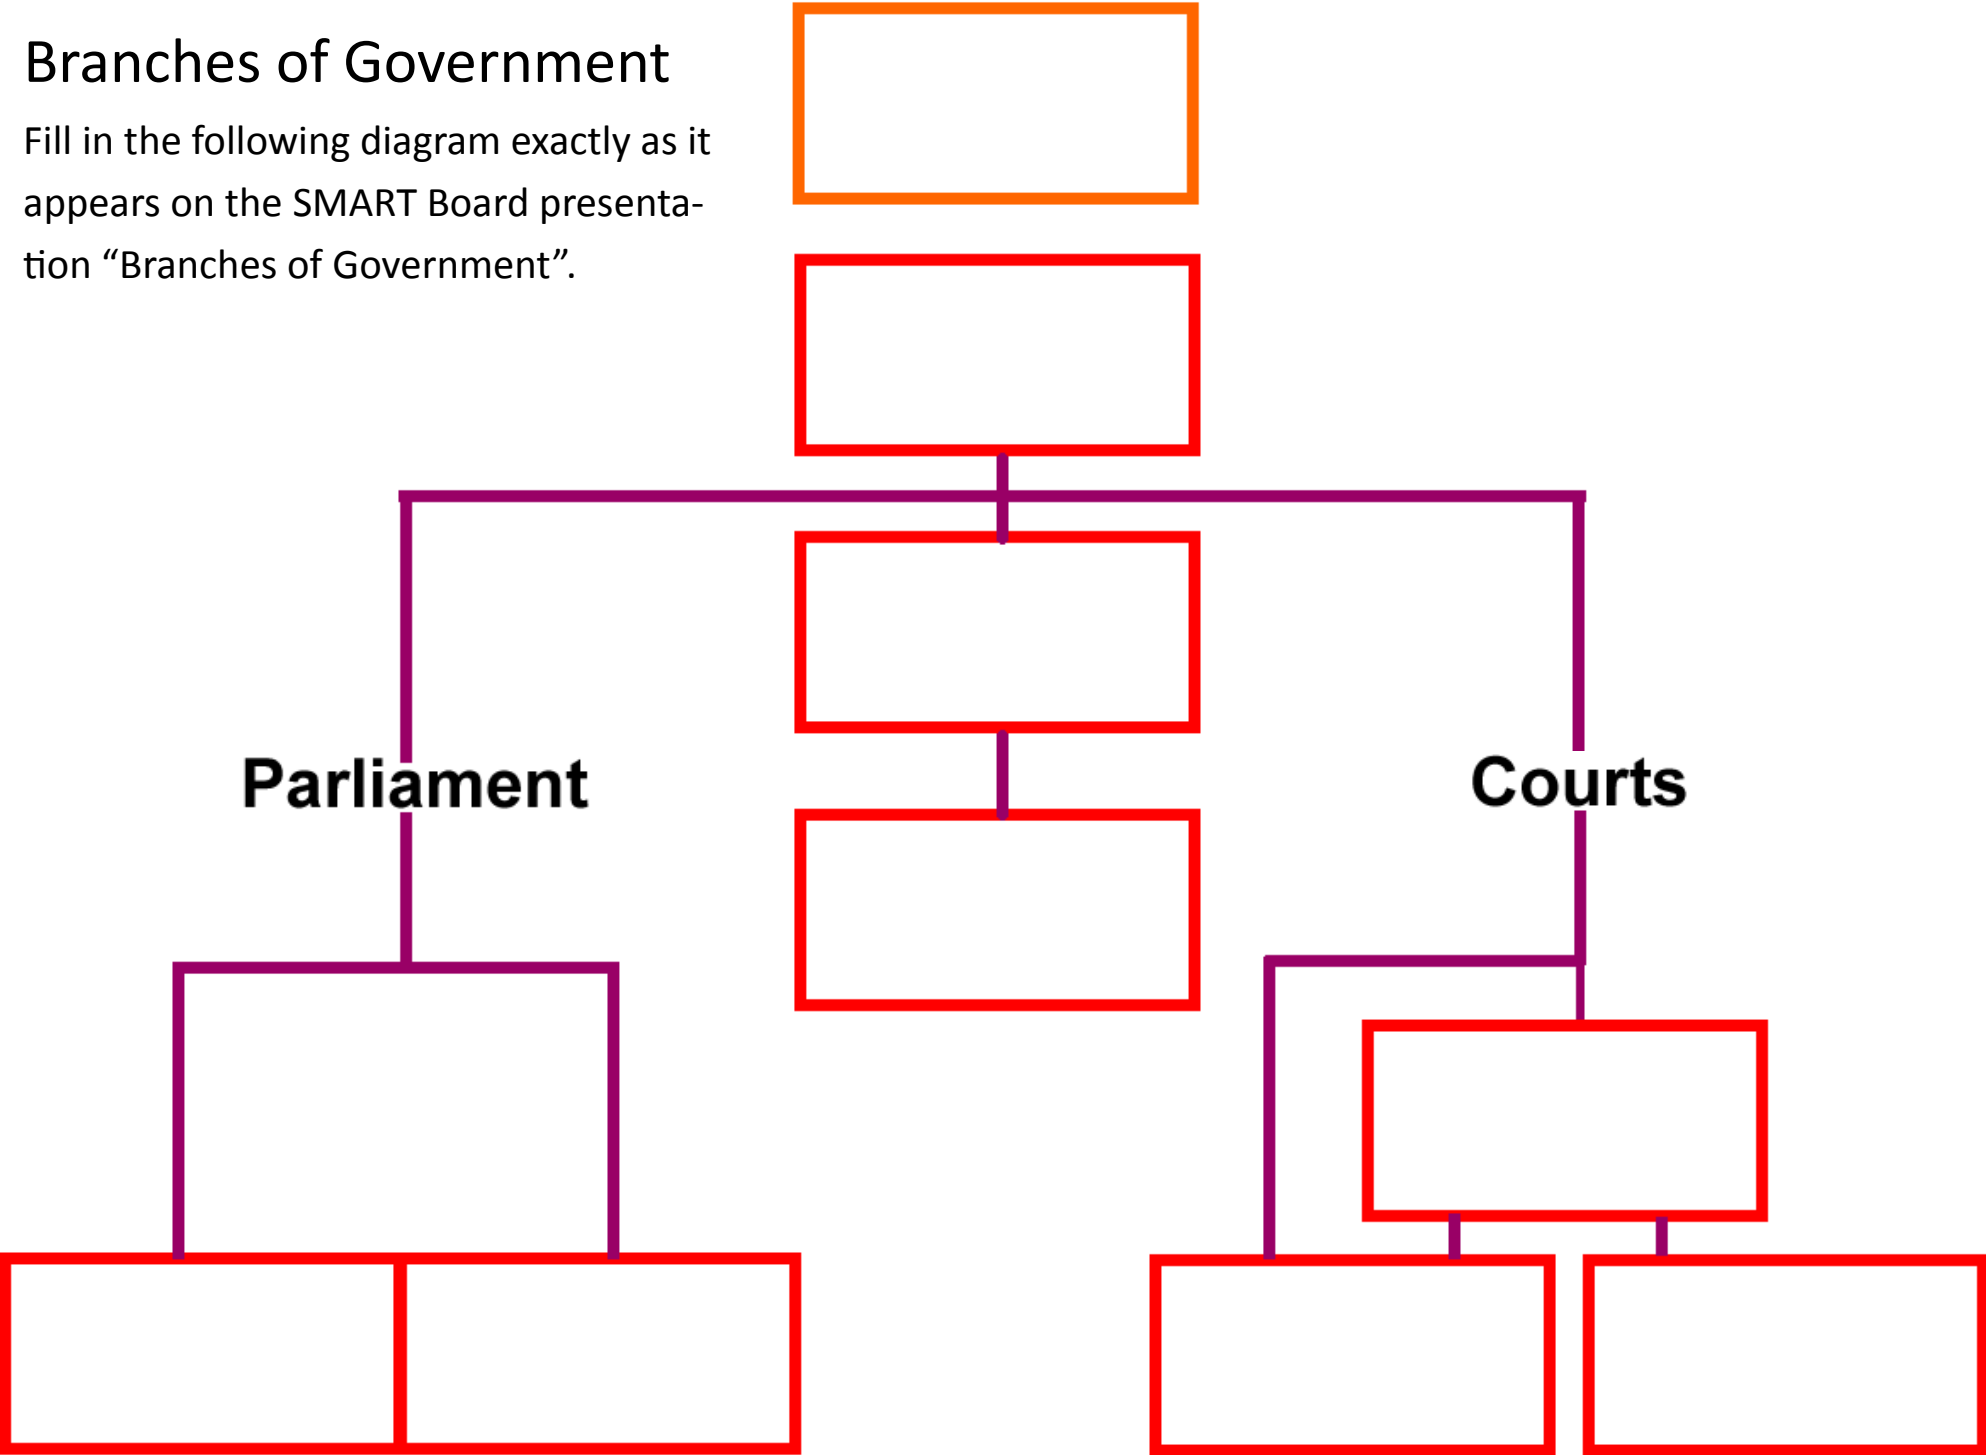 Branches of Government
Fill in the following diagram exactly as it
appears on the SMART Board presenta-
tion “Branches of Government”.
Parliament
Courts